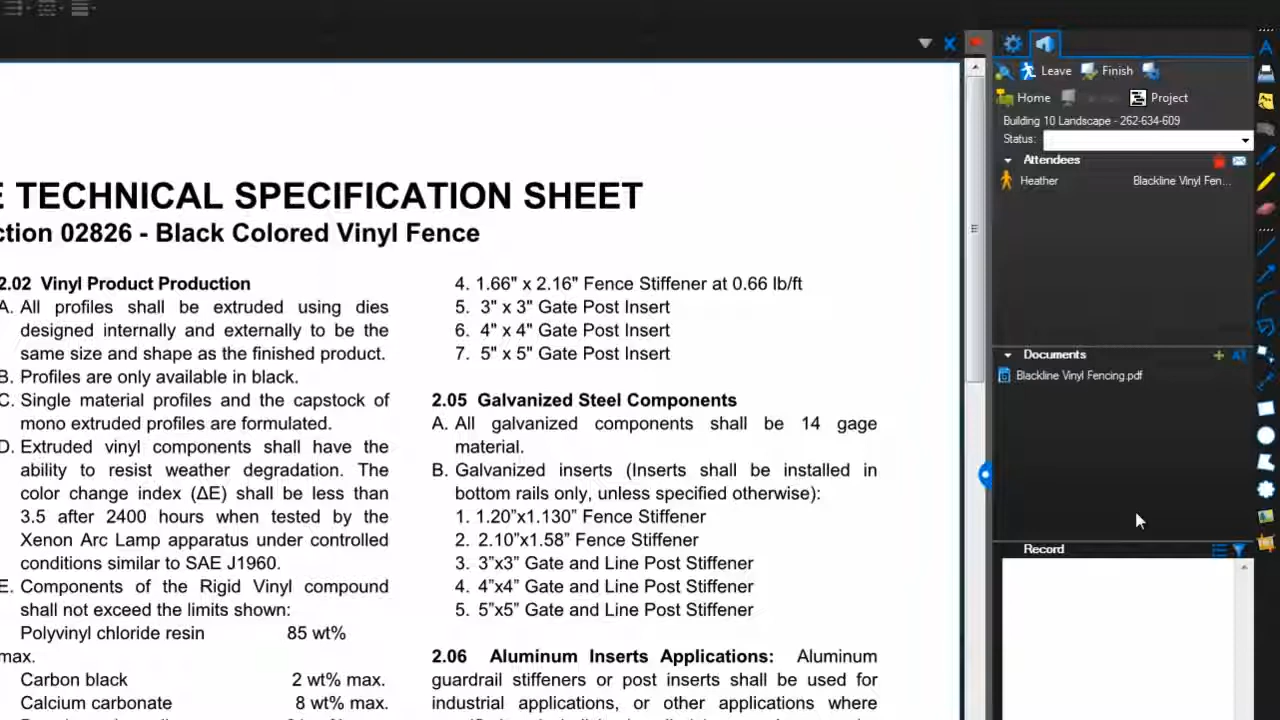 E TECHNICAL SPECIFICATION SHEET
ction 02826 - Black Colored Vinyl Fence
2.02 Vinyl Product Production
A. All profiles shall be extruded using dies
designed internally and externally to be the
same size and shape as the finished product.
B. Profiles are only available in black.
C. Single material profiles and the capstock of
mono extruded profiles are formulated.
D. Extruded vinyl components shall have the
ability to resist weather degradation. The
color change index (ΔE) shall be less than
3.5 after 2400 hours when tested by the
Xenon Arc Lamp apparatus under controlled
conditions similar to SAE J1960.
E. Components of the Rigid Vinyl compound
shall not exceed the limits shown:
Polyvinyl chloride resin 85 wt%
max.
Carbon black 2 wt% max.
Calcium carbonate 8 wt% max.
4. 1.66" x 2.16" Fence Stiffener at 0.66 lb/ft
5. 3" x 3" Gate Post Insert
6. 4" x 4" Gate Post Insert
7. 5" x 5" Gate Post Insert
2.05 Galvanized Steel Components
A. All galvanized components shall be 14 gage
material.
B. Galvanized inserts (Inserts shall be installed in
bottom rails only, unless specified otherwise):
1. 1.20”x1.130” Fence Stiffener
2. 2.10”x1.58” Fence Stiffener
3. 3”x3” Gate and Line Post Stiffener
4. 4”x4” Gate and Line Post Stiffener
5. 5”x5” Gate and Line Post Stiffener
2.06 Aluminum Inserts Applications: Aluminum
guardrail stiffeners or post inserts shall be used for
industrial applications, or other applications where
Leave Finish
Home Project
Building 10 Landscape - 262-634-609
Status:
Attendees
Heather Blackline Vinyl Fen...
Documents
Blackline Vinyl Fencing.pdf
Record